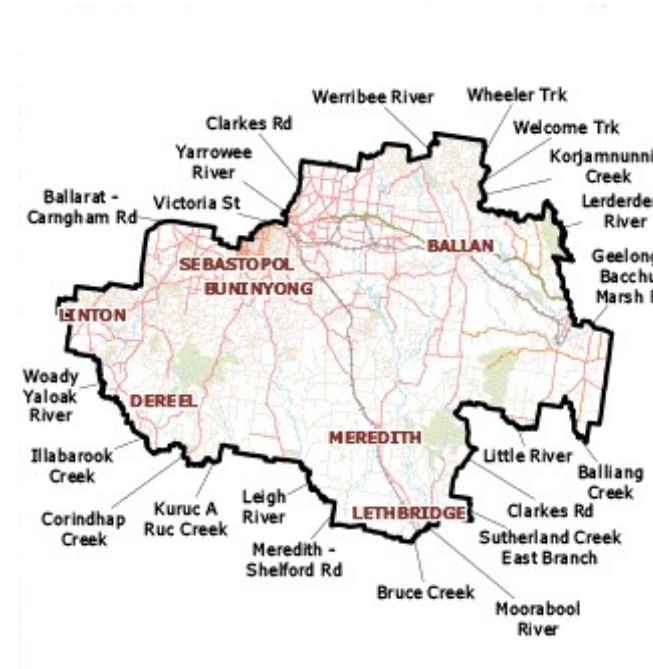 Werribee River
Wheeler Trk
Clarkes Rd
Welcome Trk
Yarrowee
River
Korjamnunni
Creek
Ballarat -
Carngham Rd
Victoria St
Lerderder
River
BALLAN
SEBASTOPOL
BUNINYONG
Geelong
Bacchu
Marsh
LINTON
Woady
Yaloak
River
DEREEL
MEREDITH
Illabarook
Creek
Little River
Balliang
Creek
Corindhap
Creek
Kuruc A
Ruc Creek
Leigh
River
LETHBRIDGE
Clarkes Rd
Meredith -
Shelford Rd
Sutherland Creek
East Branch
Bruce Creek
Moorabool
River